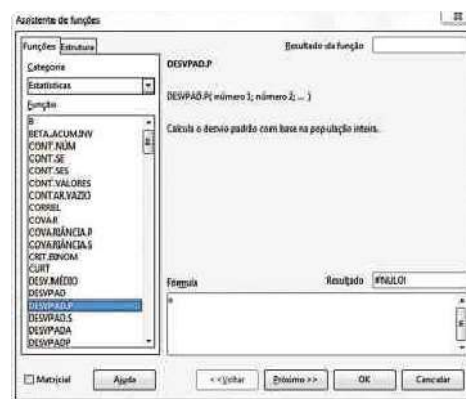 Assistente de funções
Funções Estrutura
Resultado da função
Categoria
Estatísticas
Função
B
BETA.ACUM.INV
CONT.NÚM
CONT.SE
CONT.SES
CONT.VALORES
CONTAR.VAZIO
CORREL
COVAR
COVARIÂNCIA.P
COVARIÂNCIA.S
CRIT.BINOM
CURT
DESV.MÉDIO
DESVPAD
DESVPAD.P
DESVPAD.S
DESVPADA
DESVPADP
DESVPAD.P
DESVPAD.P( número 1; número 2; ... )
Calcula o desvio padrão com base na população inteira.
Fórmula
Resultado #NULO!
=
Matricial
Ajuda
<< Voltar
Próximo >>
OK
Cancelar